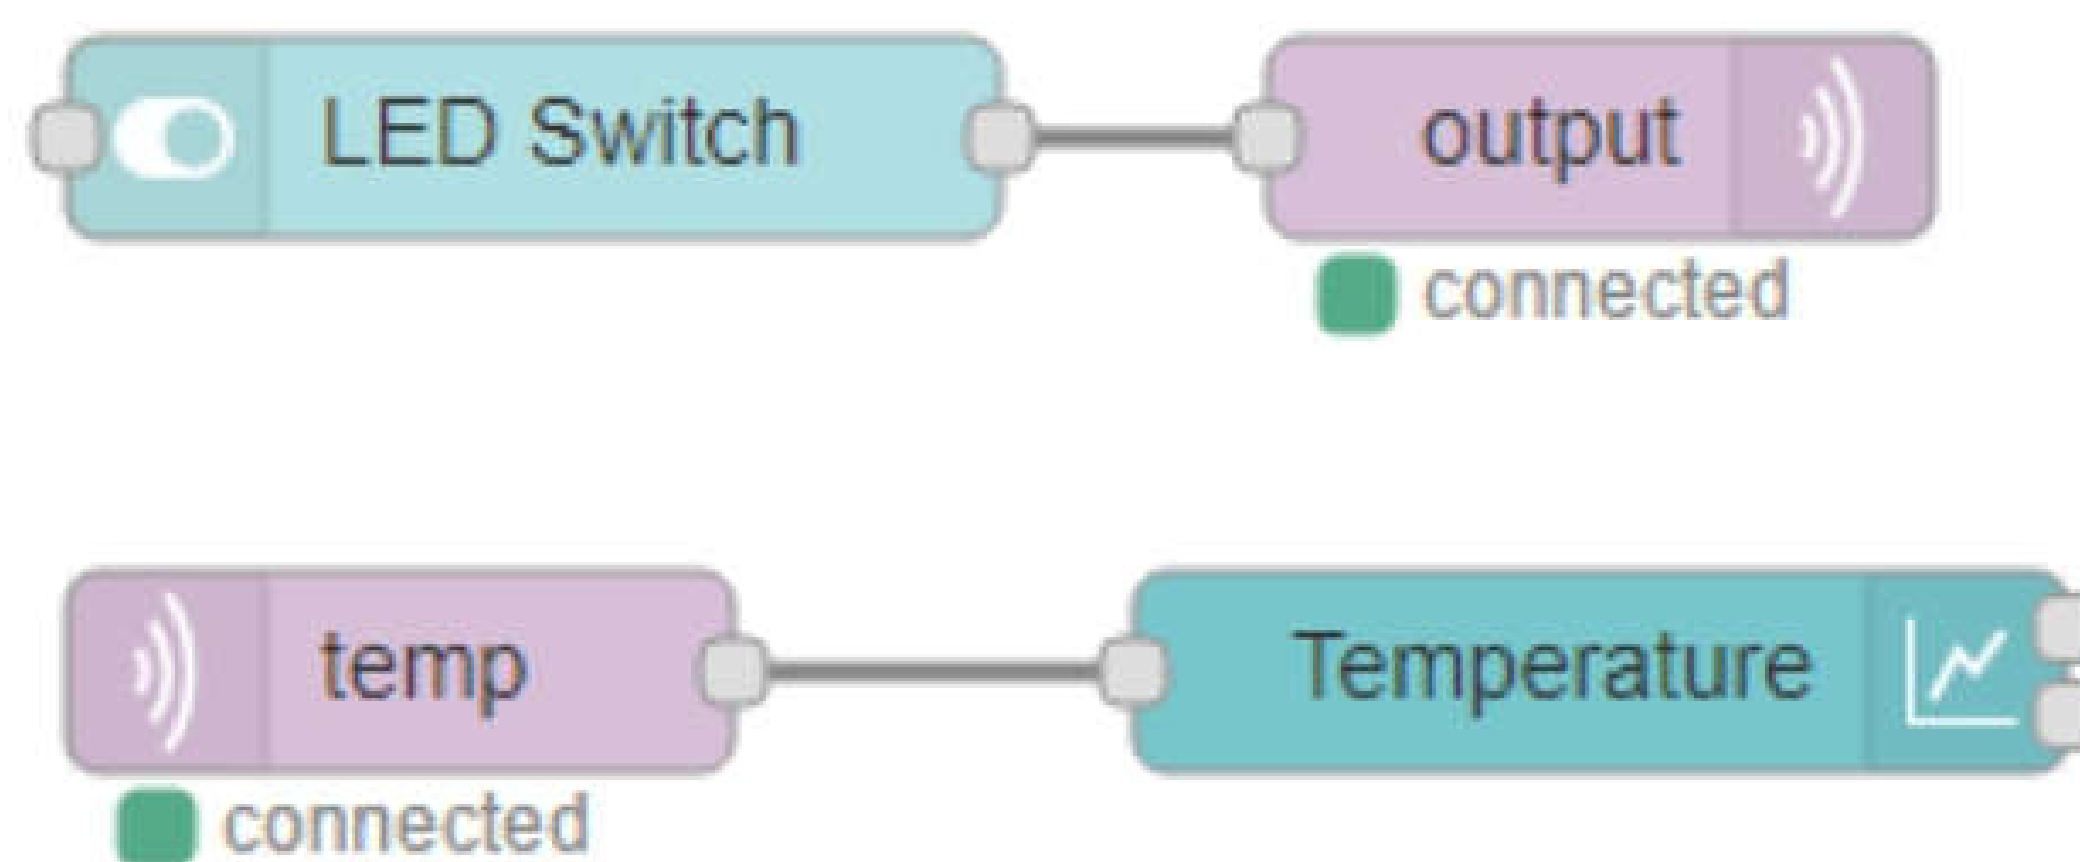 LED Switch
output
connected
temp
Temperature
connected